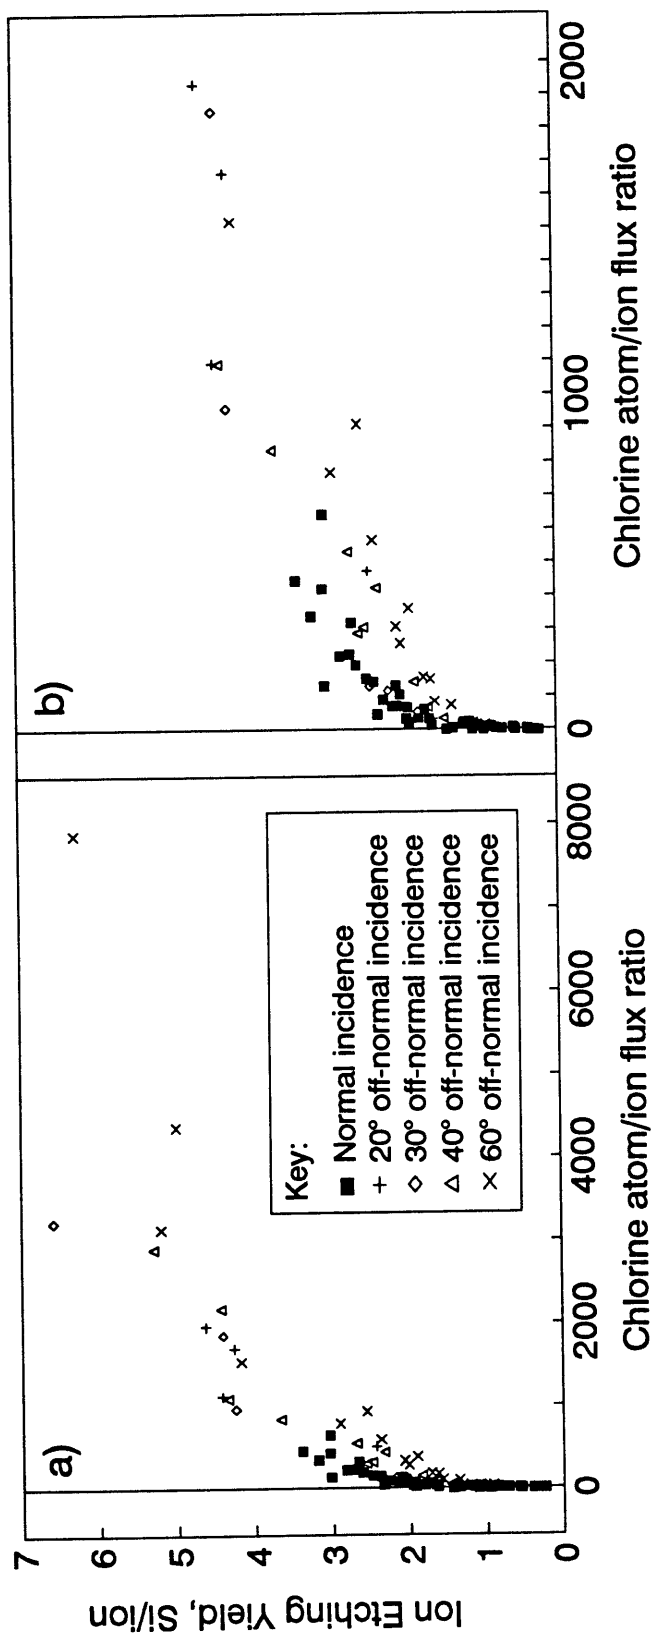 a)
b)
7
6
5
4
3
2
1
0
Ion Etching Yield, Si/ion
Key:
Normal incidence
20° off-normal incidence
30° off-normal incidence
40° off-normal incidence
60° off-normal incidence
0
2000
4000
6000
8000
Chlorine atom/ion flux ratio
0
1000
2000
Chlorine atom/ion flux ratio